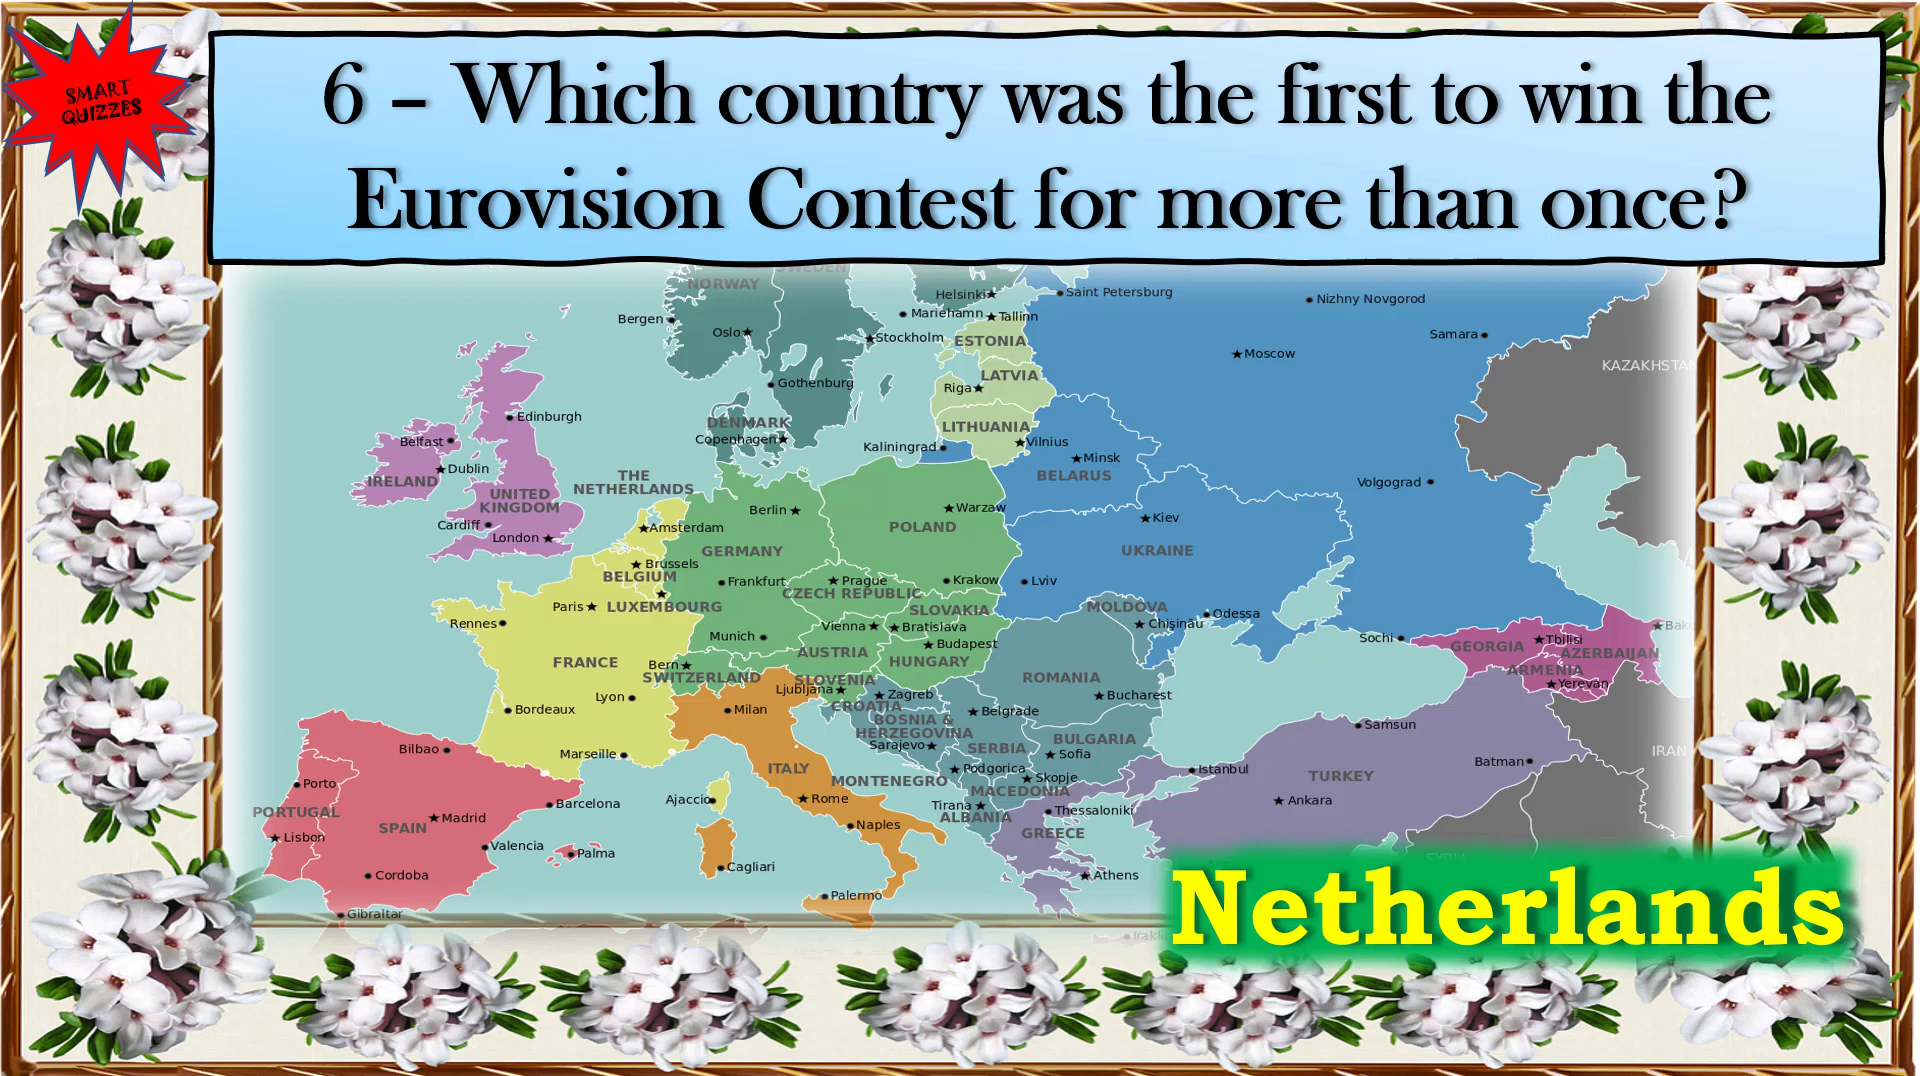 SMART
QUIZZES
6 – Which country was the first to win the
Eurovision Contest for more than once?
NORWAY
SWEDEN
Helsinki
Saint Petersburg
Nizhny Novgorod
Bergen
Mariehamn
Tallinn
Oslo
Stockholm
ESTONIA
Samara
Moscow
KAZAKHSTAN
LATVIA
Riga
Gothenburg
Edinburgh
DENMARK
LITHUANIA
Copenhagen
Belfast
Kaliningrad
Vilnius
Minsk
Dublin
BELARUS
IRELAND
THE
NETHERLANDS
Volgograd
UNITED
KINGDOM
Berlin
Warzaw
Kiev
Cardiff
Amsterdam
POLAND
London
GERMANY
UKRAINE
Brussels
BELGIUM
Frankfurt
Prague
Krakow
Lviv
CZECH REPUBLIC
Paris
LUXEMBOURG
SLOVAKIA
MOLDOVA
Odessa
Rennes
Vienna
Bratislava
Chişinău
Baku
Munich
Budapest
Sochi
Tbilisi
GEORGIA
AZERBAIJAN
AUSTRIA
FRANCE
Bern
HUNGARY
ARMENIA
SWITZERLAND
SLOVENIA
ROMANIA
Yerevan
Ljubljana
Zagreb
Bucharest
Lyon
CROATIA
Bordeaux
Milan
Belgrade
BOSNIA &
HERZEGOVINA
Samsun
Sarajevo
SERBIA
BULGARIA
Bilbao
Marseille
Sofia
IRAN
ITALY
Podgorica
Istanbul
Batman
MONTENEGRO
Skopje
TURKEY
Porto
MACEDONIA
Ajaccio
Rome
Tirana
Thessaloniki
Ankara
Barcelona
PORTUGAL
Madrid
ALBANIA
SPAIN
Naples
GREECE
Lisbon
Valencia
Palma
SYRIA
Cagliari
Cordoba
Athens
Palermo
Gibraltar
Netherlands